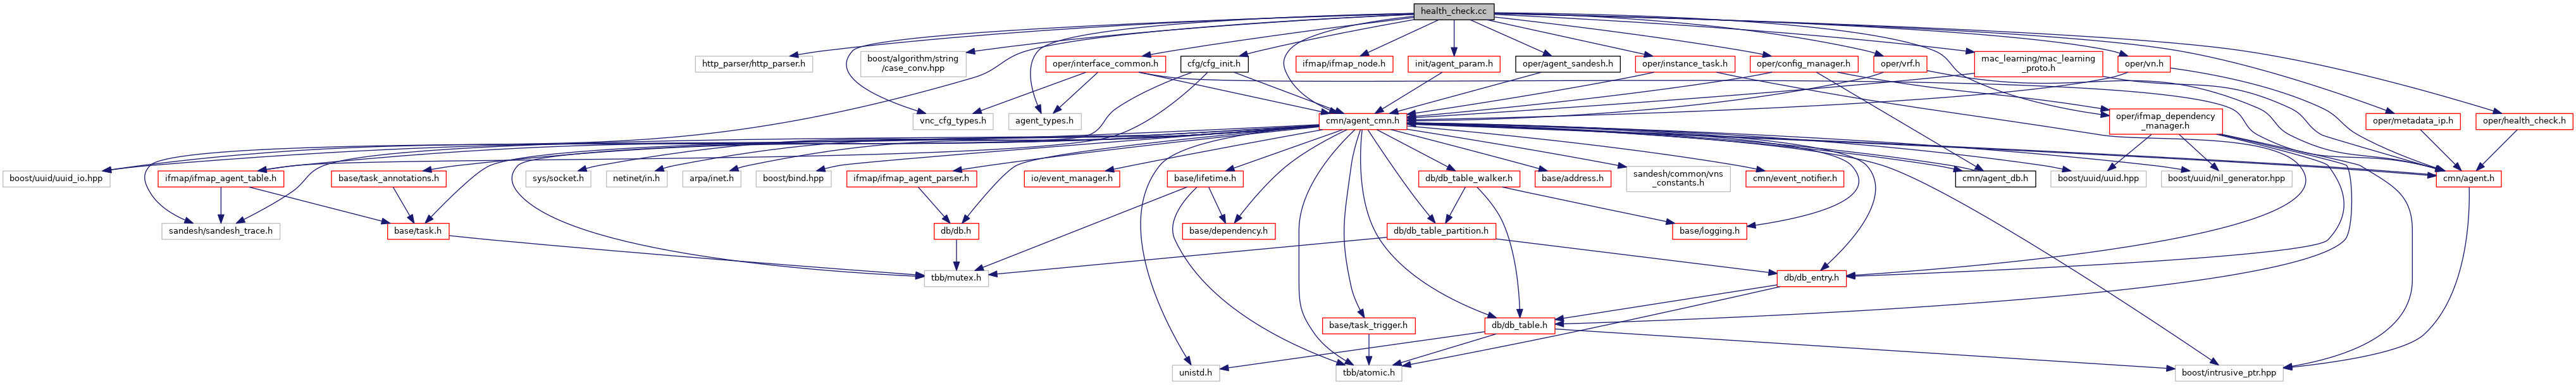 health_check.cc
http_parser/http_parser.h
boost/algorithm/string
/case_conv.hpp
oper/interface_common.h
cfg/cfg_init.h
ifmap/ifmap_node.h
init/agent_param.h
oper/agent_sandesh.h
oper/instance_task.h
oper/config_manager.h
oper/vrf.h
mac_learning/mac_learning
_proto.h
oper/vn.h
vnc_cfg_types.h
agent_types.h
cmn/agent_cmn.h
oper/ifmap_dependency
_manager.h
oper/metadata_ip.h
oper/health_check.h
boost/uuid/uuid_io.hpp
ifmap/ifmap_agent_table.h
base/task_annotations.h
sys/socket.h
netinet/in.h
arpa/inet.h
boost/bind.hpp
ifmap/ifmap_agent_parser.h
io/event_manager.h
base/lifetime.h
db/db_table_walker.h
base/address.h
sandesh/common/vns
_constants.h
cmn/event_notifier.h
cmn/agent_db.h
boost/uuid/uuid.hpp
boost/uuid/nil_generator.hpp
cmn/agent.h
sandesh/sandesh_trace.h
base/task.h
db/db.h
base/dependency.h
db/db_table_partition.h
base/logging.h
tbb/mutex.h
db/db_entry.h
base/task_trigger.h
db/db_table.h
unistd.h
tbb/atomic.h
boost/intrusive_ptr.hpp